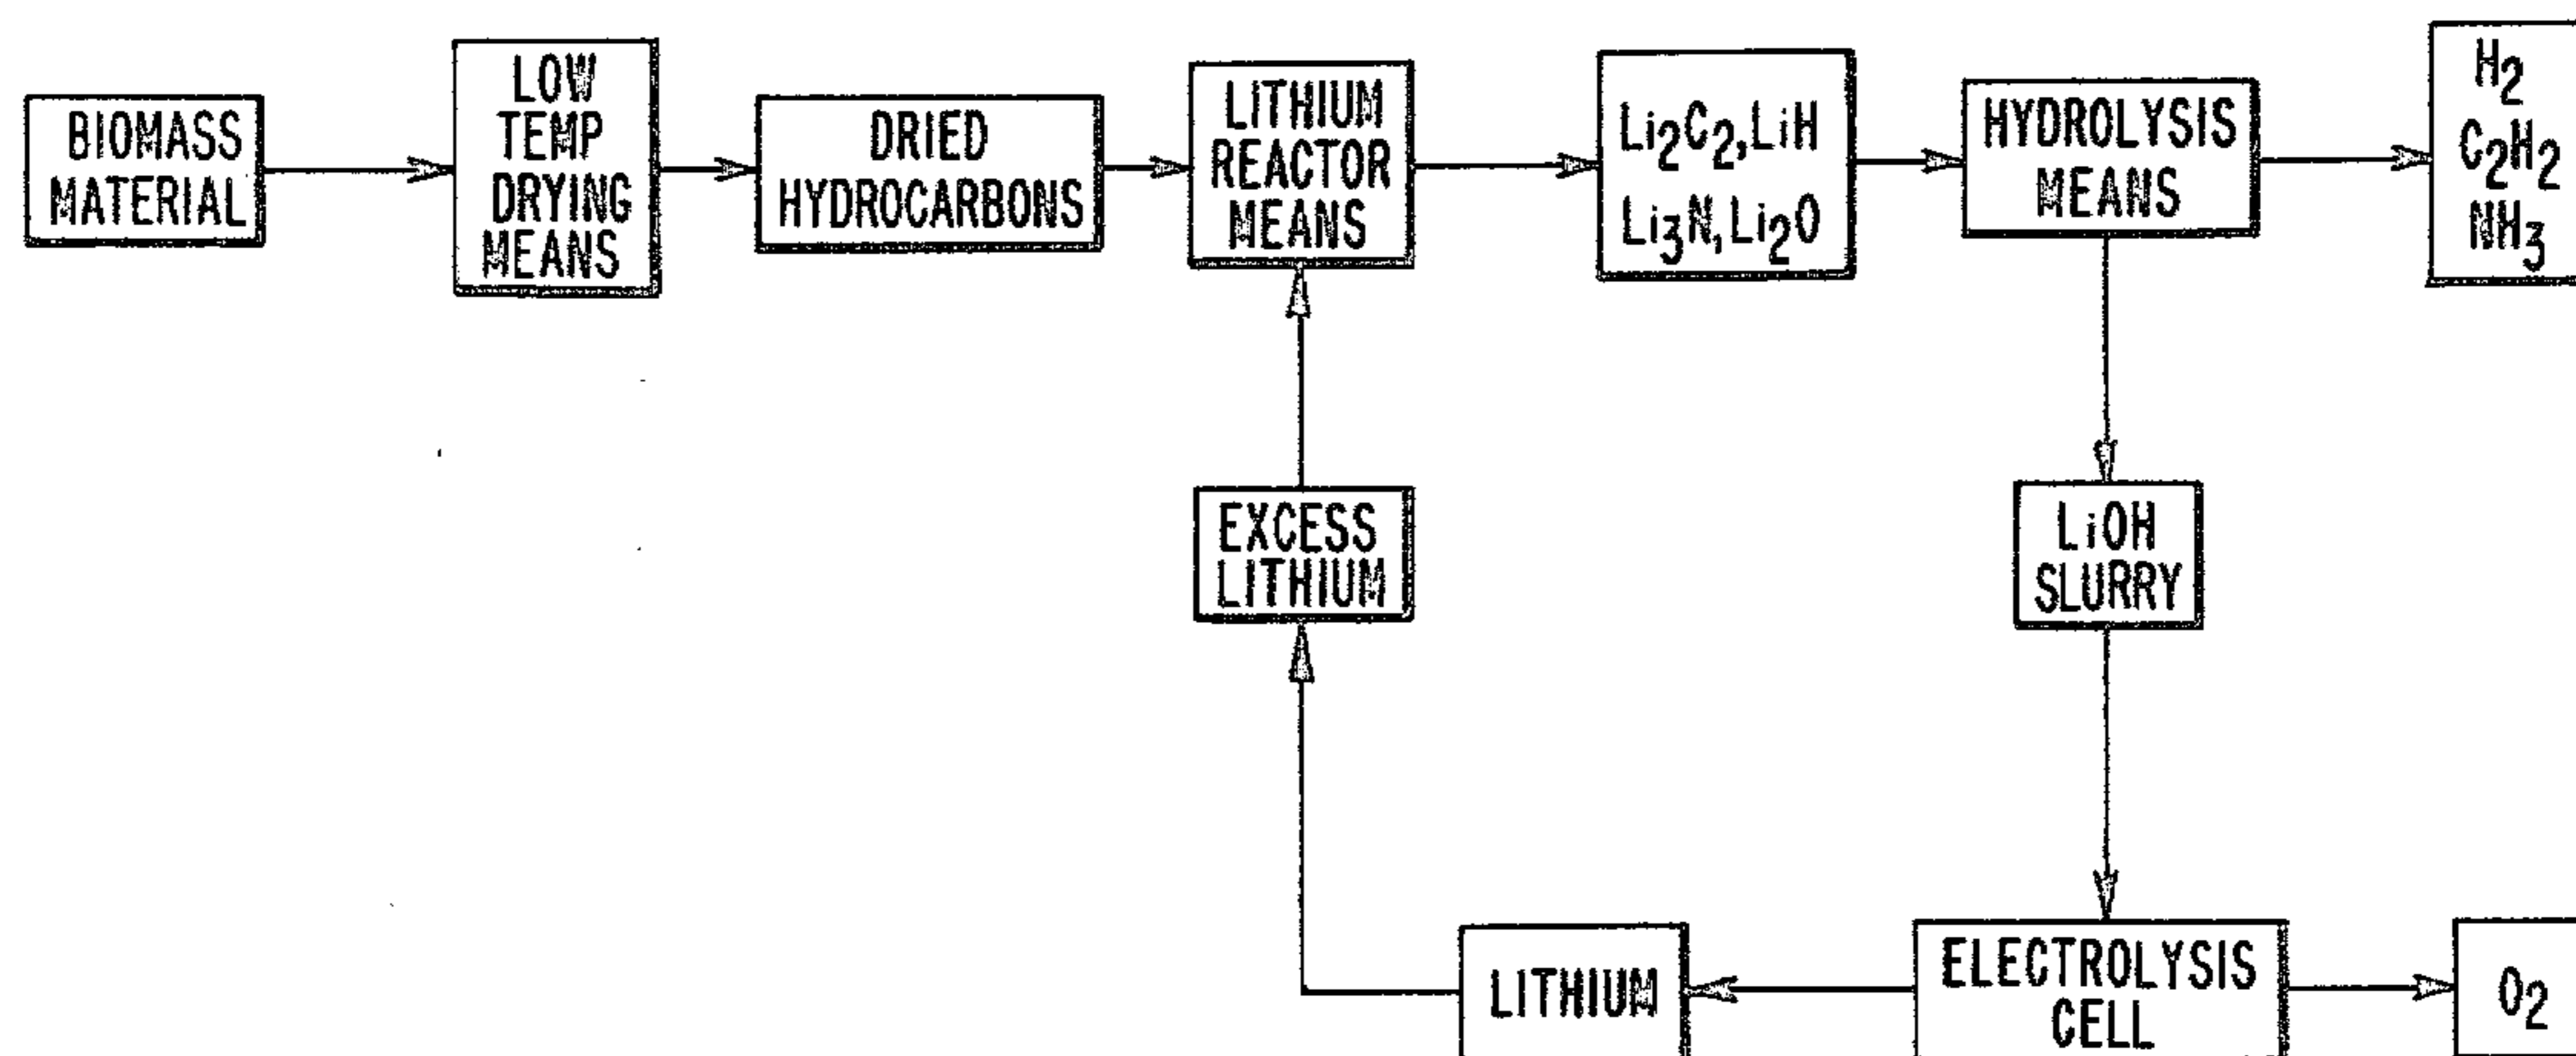 BIOMASS
MATERIAL
LOW
TEMP
DRYING
MEANS
DRIED
HYDROCARBONS
LITHIUM
REACTOR
MEANS
Li2C2,LiH
Li3N,Li2O
HYDROLYSIS
MEANS
H2
C2H2
NH3
EXCESS
LITHIUM
LiOH
SLURRY
LITHIUM
ELECTROLYSIS
CELL
O2